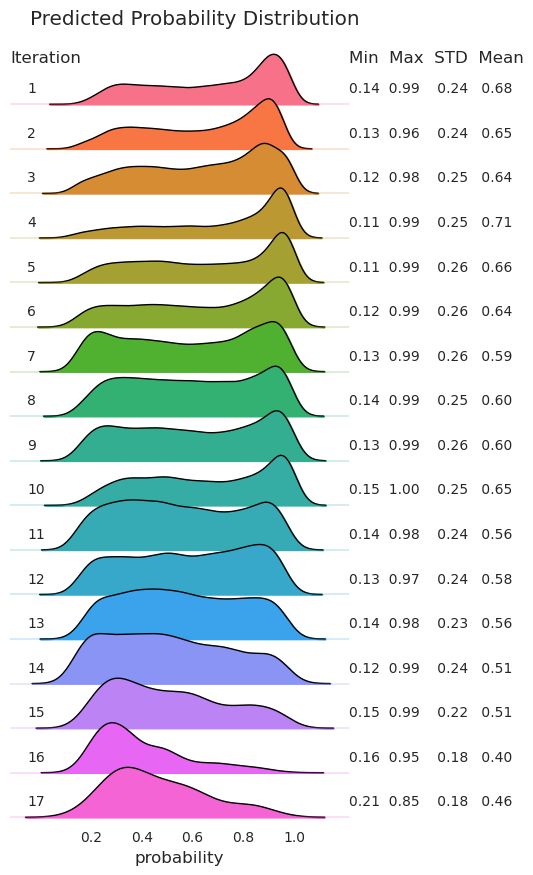 Predicted Probability Distribution
Iteration Min Max STD Mean
1 0.14 0.99 0.24 0.68
2 0.13 0.96 0.24 0.65
3 0.12 0.98 0.25 0.64
4 0.11 0.99 0.25 0.71
5 0.11 0.99 0.26 0.66
6 0.12 0.99 0.26 0.64
7 0.13 0.99 0.26 0.59
8 0.14 0.99 0.25 0.60
9 0.13 0.99 0.26 0.60
10 0.15 1.00 0.25 0.65
11 0.14 0.98 0.24 0.56
12 0.13 0.97 0.24 0.58
13 0.14 0.98 0.23 0.56
14 0.12 0.99 0.24 0.51
15 0.15 0.99 0.22 0.51
16 0.16 0.95 0.18 0.40
17 0.21 0.85 0.18 0.46
0.2 0.4 0.6 0.8 1.0
probability